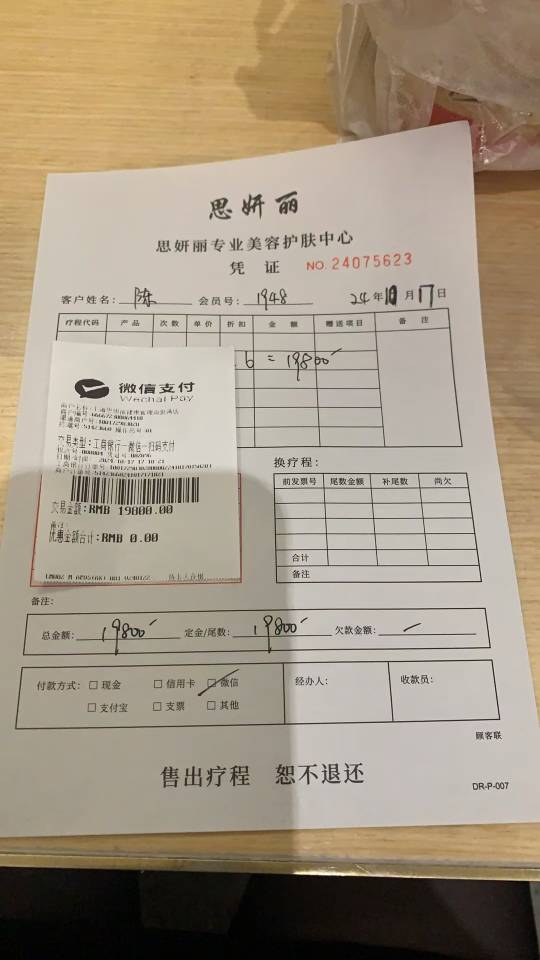 思妍丽
思妍丽专业美容护肤中心
凭 证
NO.24075623
客户姓名: 陈 会员号: 1948 24年10月17日
疗程代码 产品 次数 单价 折扣 金额 赠送项目 备注
6 = 19800
微信支付
Wechat Pay
交易类型:工商银行-微信-扫码支付
交易金额:RMB 19800.00
备注:
优惠金额合计:RMB 0.00
换疗程:
前发票号 尾数金额 补尾数 尚欠
合计
备注
备注:
总金额: 19800 定金/尾数: 19800 欠款金额:
付款方式: □ 现金 □ 信用卡 □ 微信 经办人: 收款员:
□ 支付宝 □ 支票 □ 其他
顾客联
售出疗程 恕不退还
DR-P-007